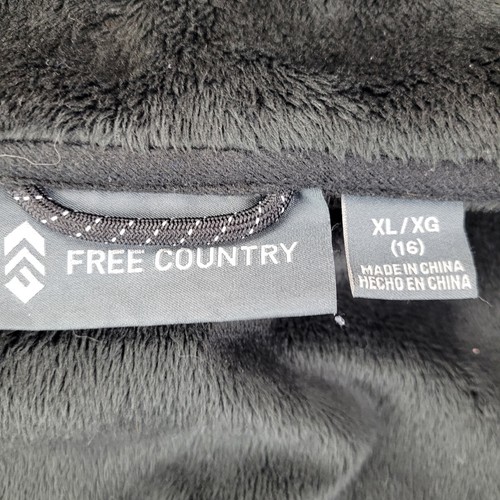 FREE COUNTRY
XL/XG
(16)
MADE IN CHINA
HECHO EN CHINA